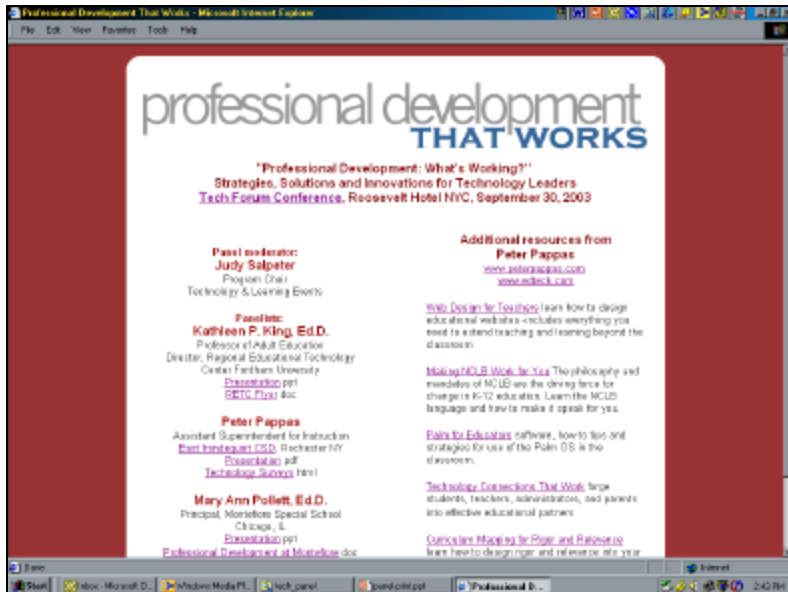 Professional Development That Works - Microsoft Internet Explorer
File Edit View Favorites Tools Help
professional development
THAT WORKS
"Professional Development: What's Working?"
Strategies, Solutions and Innovations for Technology Leaders
Tech Forum Conference, Roosevelt Hotel NYC, September 30, 2003
Panel moderator:
Judy Salpeter
Program Chair
Technology & Learning Events
Panelists:
Kathleen P. King, Ed.D.
Professor of Adult Education
Director, Regional Educational Technology
Center Fordham University
Presentation ppt
RETC Flyer doc
Peter Pappas
Assistant Superintendent for Instruction
East Irondequoit CSD, Rochester NY
Presentation pdf
Technology Surveys html
Mary Ann Pollett, Ed.D.
Principal, Montefiore Special School
Chicago, IL
Presentation ppt
Professional Development at Montefiore doc
Additional resources from
Peter Pappas
www.peterpappas.com
www.edteck.com
Web Design for Teachers learn how to design
educational websites -includes everything you
need to extend teaching and learning beyond the
classroom
Making NCLB Work for You The philosophy and
mandates of NCLB are the driving force for
change in K-12 education. Learn the NCLB
language and how to make it speak for you.
Palm for Educators software, how to tips and
strategies for use of the Palm OS in the
classroom.
Technology Connections That Work forge
students, teachers, administrators, and parents
into effective educational partners
Curriculum Mapping for Rigor and Relevance
learn how to design rigor and relevance into your
Done
Internet
Start
Inbox - Microsoft O...
Windows Media Pl...
tech_panel
panel-print.ppt
Professional D...
2:43 PM